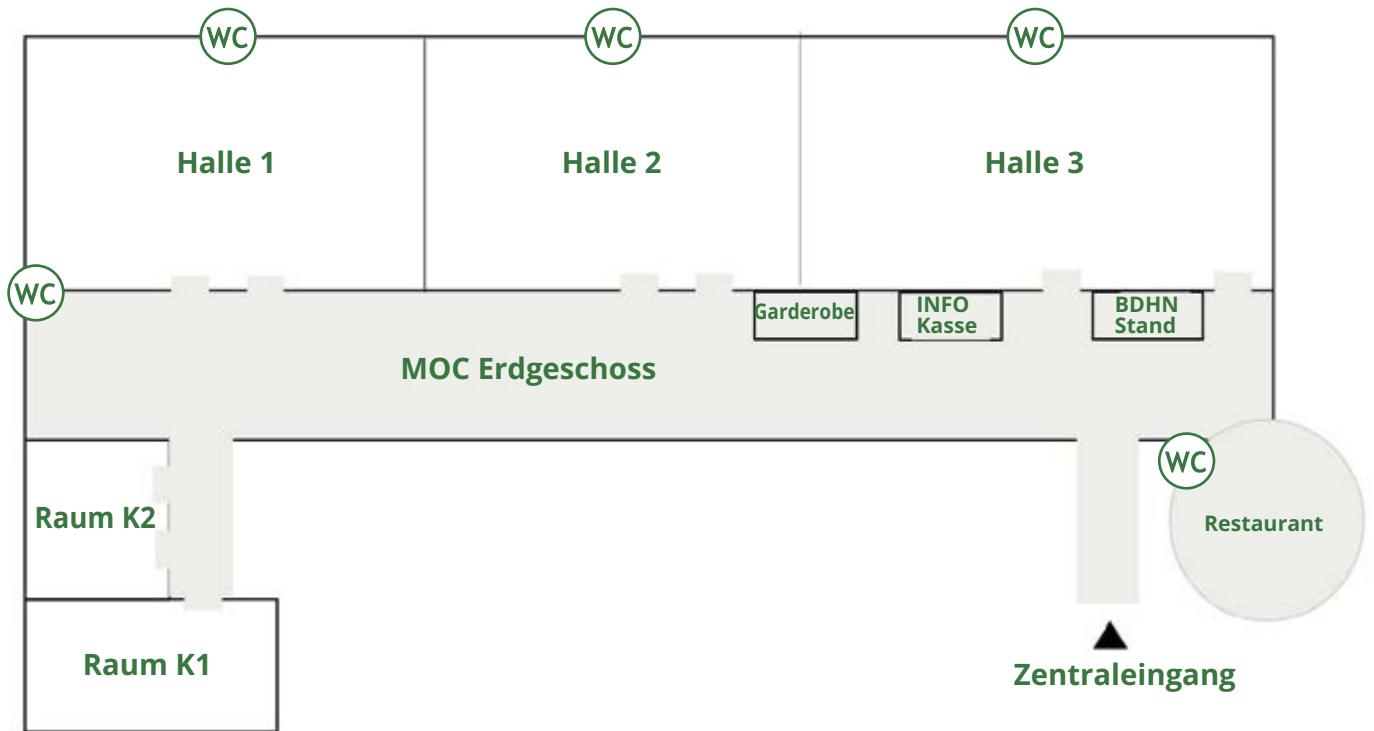 WC
WC
WC
Halle 1
Halle 2
Halle 3
WC
Garderobe
INFO
Kasse
BDHN
Stand
MOC Erdgeschoss
WC
Raum K2
Restaurant
Raum K1
Zentraleingang